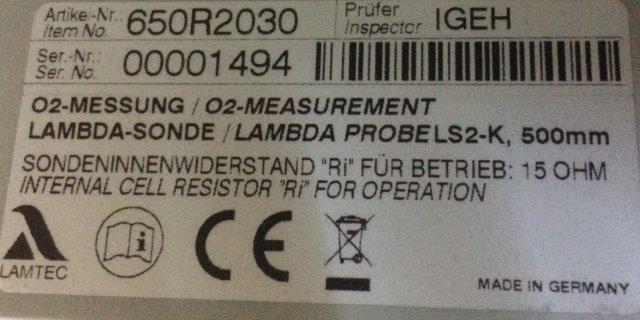 Artikel-Nr.: 650R2030 Prüfer IGEH
Item No. Inspector
Ser.-Nr.: 00001494
Ser. No.
O2-MESSUNG / O2-MEASUREMENT
LAMBDA-SONDE / LAMBDA PROBE LS2-K, 500mm
SONDENINNENWIDERSTAND "Ri" FÜR BETRIEB: 15 OHM
INTERNAL CELL RESISTOR "Ri" FOR OPERATION
i CE
LAMTEC
MADE IN GERMANY